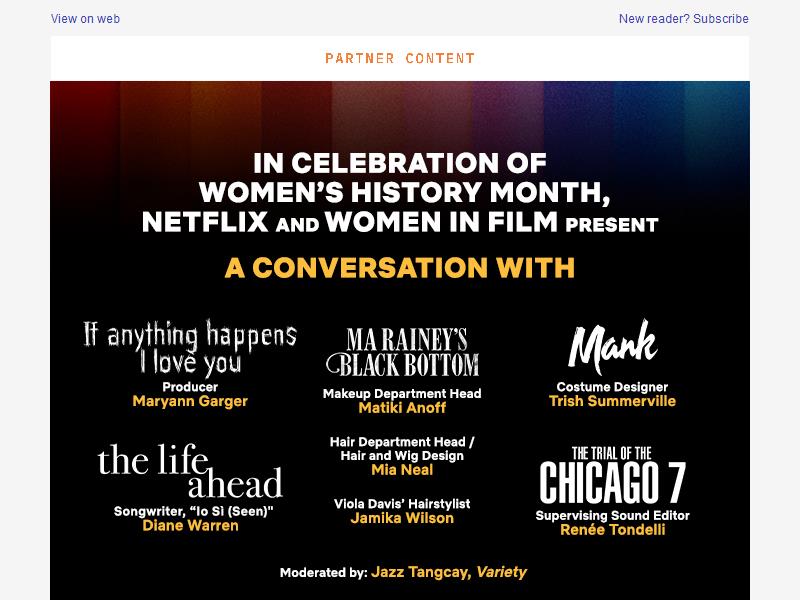 View on web
New reader? Subscribe
PARTNER CONTENT
IN CELEBRATION OF
WOMEN'S HISTORY MONTH,
NETFLIX AND WOMEN IN FILM PRESENT
A CONVERSATION WITH
If anything happens
I love you
Producer
Maryann Garger
MA RAINEY'S
BLACK BOTTOM
Makeup Department Head
Matiki Anoff
Hair Department Head /
Hair and Wig Design
Mia Neal
Viola Davis' Hairstylist
Jamika Wilson
Mank
Costume Designer
Trish Summerville
the life
ahead
Songwriter, "Io Sì (Seen)"
Diane Warren
THE TRIAL OF THE
CHICAGO 7
Supervising Sound Editor
Renée Tondelli
Moderated by: Jazz Tangcay, Variety